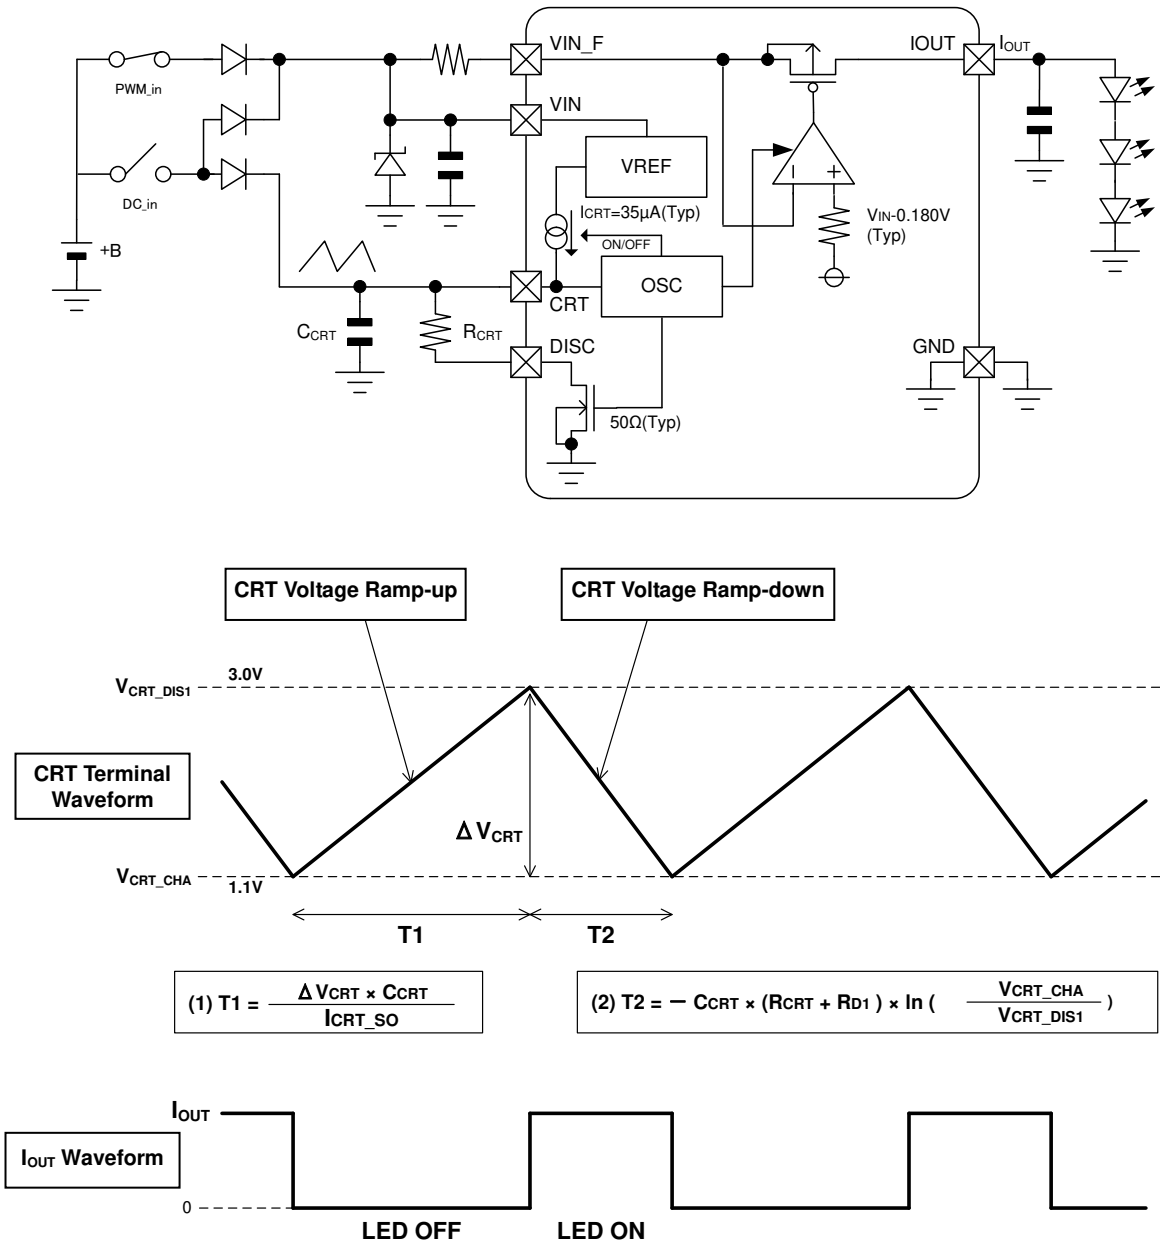 VIN_F
IOUT
IOUT
PWM_in
VIN
VREF
DC_in
ICRT=35µA(Typ)
VIN-0.180V
(Typ)
+B
ON/OFF
OSC
CRT
CCRT
RCRT
DISC
GND
50Ω(Typ)
CRT Voltage Ramp-up
CRT Voltage Ramp-down
VCRT_DIS1
3.0V
CRT Terminal
Waveform
Δ VCRT
VCRT_CHA
1.1V
T1
T2
(1) T1 = Δ VCRT × CCRT
ICRT_SO
(2) T2 = − CCRT × (RCRT + RD1 ) × ln ( VCRT_CHA )
VCRT_DIS1
IOUT
IOUT Waveform
0
LED OFF
LED ON